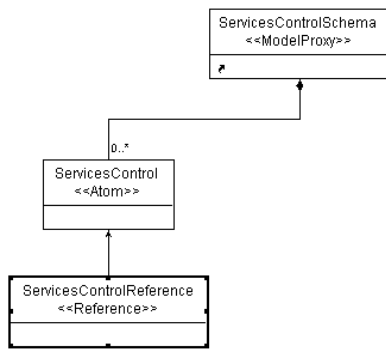 ServicesControlSchema
<<ModelProxy>>
0..*
ServicesControl
<<Atom>>
ServicesControlReference
<<Reference>>